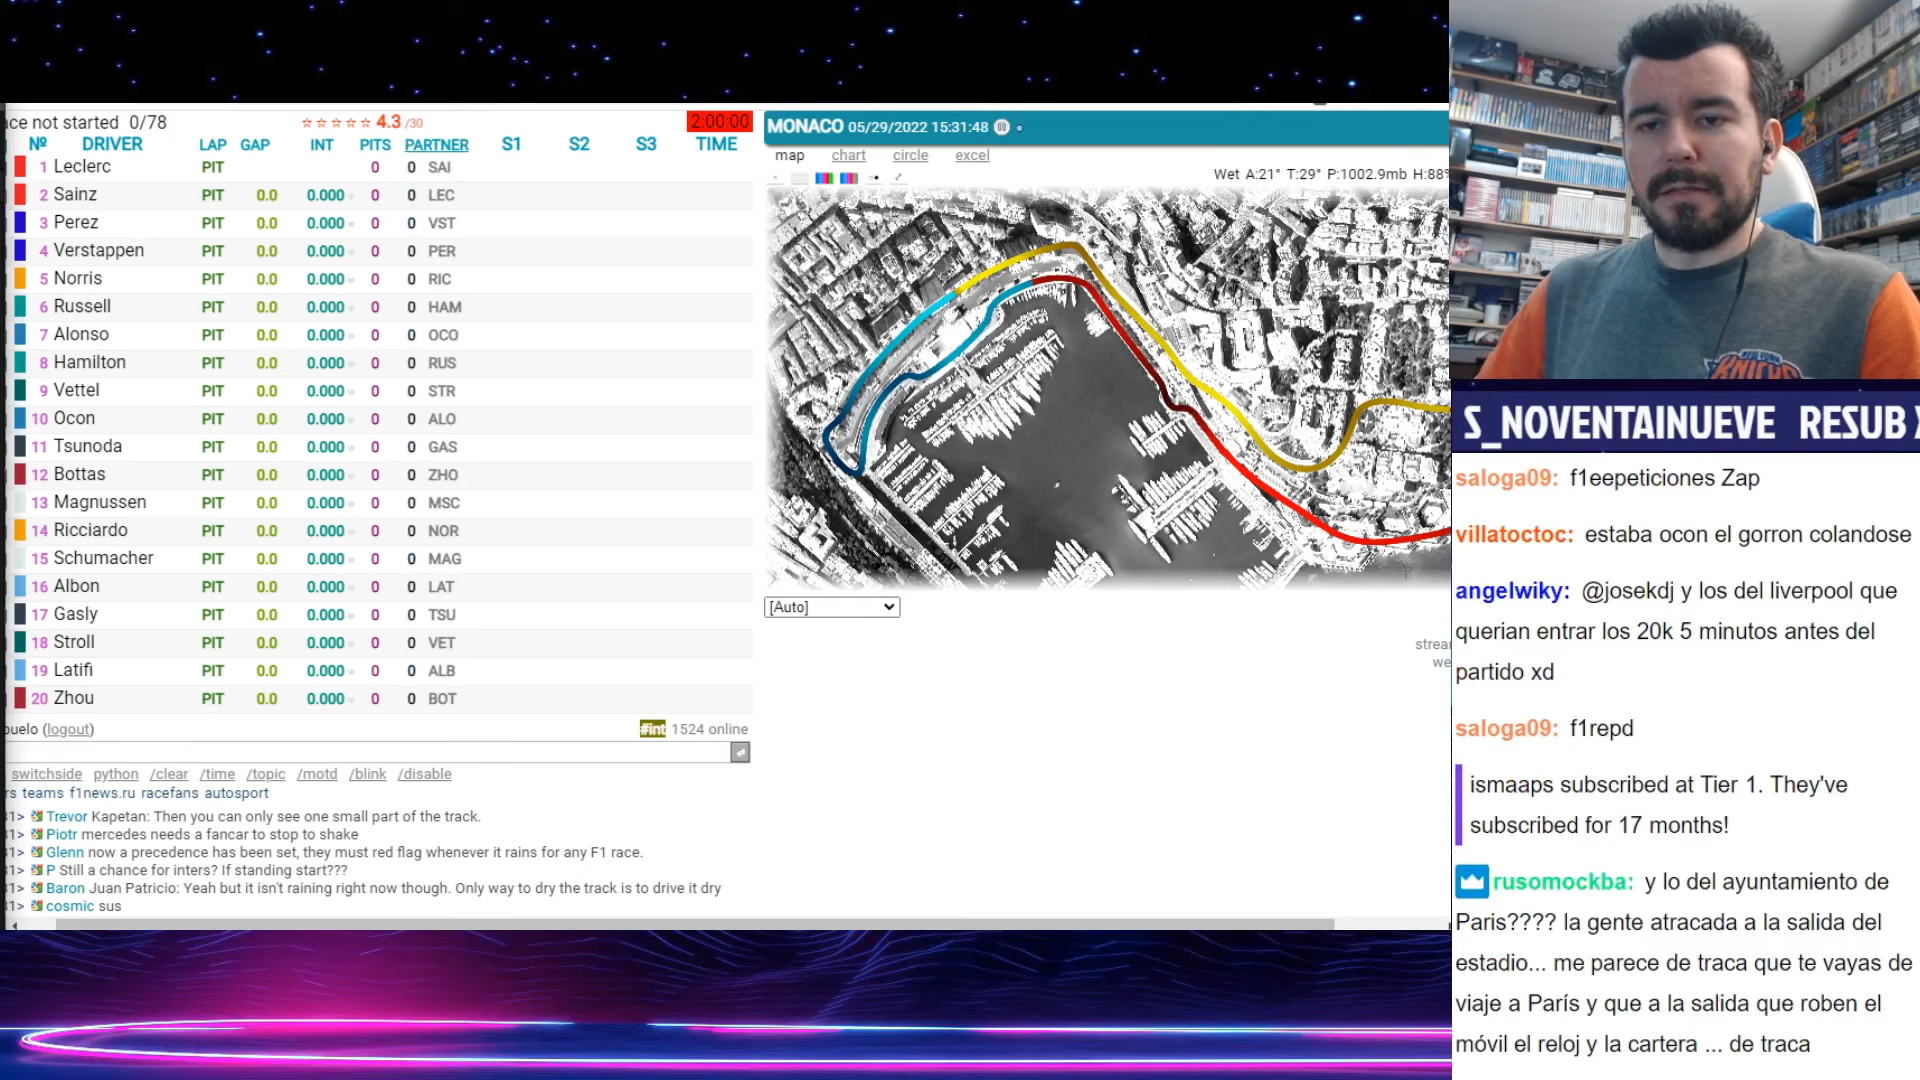 ace not started 0/78
☆☆☆☆☆ 4.3 /30
2:00:00
Nº DRIVER LAP GAP INT PITS PARTNER S1 S2 S3 TIME
1 Leclerc PIT 0 0 SAI
2 Sainz PIT 0.0 0.000 0 0 LEC
3 Perez PIT 0.0 0.000 0 0 VST
4 Verstappen PIT 0.0 0.000 0 0 PER
5 Norris PIT 0.0 0.000 0 0 RIC
6 Russell PIT 0.0 0.000 0 0 HAM
7 Alonso PIT 0.0 0.000 0 0 OCO
8 Hamilton PIT 0.0 0.000 0 0 RUS
9 Vettel PIT 0.0 0.000 0 0 STR
10 Ocon PIT 0.0 0.000 0 0 ALO
11 Tsunoda PIT 0.0 0.000 0 0 GAS
12 Bottas PIT 0.0 0.000 0 0 ZHO
13 Magnussen PIT 0.0 0.000 0 0 MSC
14 Ricciardo PIT 0.0 0.000 0 0 NOR
15 Schumacher PIT 0.0 0.000 0 0 MAG
16 Albon PIT 0.0 0.000 0 0 LAT
17 Gasly PIT 0.0 0.000 0 0 TSU
18 Stroll PIT 0.0 0.000 0 0 VET
19 Latifi PIT 0.0 0.000 0 0 ALB
20 Zhou PIT 0.0 0.000 0 0 BOT
buelo (logout)
#int 1524 online
switchside python /clear /time /topic /motd /blink /disable
rs teams f1news.ru racefans autosport
31> Trevor Kapetan: Then you can only see one small part of the track.
31> Piotr mercedes needs a fancar to stop to shake
31> Glenn now a precedence has been set, they must red flag whenever it rains for any F1 race.
31> P Still a chance for inters? If standing start???
31> Baron Juan Patricio: Yeah but it isn't raining right now though. Only way to dry the track is to drive it dry
31> cosmic sus
MONACO 05/29/2022 15:31:48
map chart circle excel
Wet A:21° T:29° P:1002.9mb H:88%
[Auto]
strea
we
KNICKS
S_NOVENTAINUEVE RESUB X
saloga09: f1eepeticiones Zap
villatoctoc: estaba ocon el gorron colandose
angelwiky: @josekdj y los del liverpool que
querian entrar los 20k 5 minutos antes del
partido xd
saloga09: f1repd
ismaaps subscribed at Tier 1. They've
subscribed for 17 months!
rusomockba: y lo del ayuntamiento de
Paris???? la gente atracada a la salida del
estadio... me parece de traca que te vayas de
viaje a París y que a la salida que roben el
móvil el reloj y la cartera ... de traca